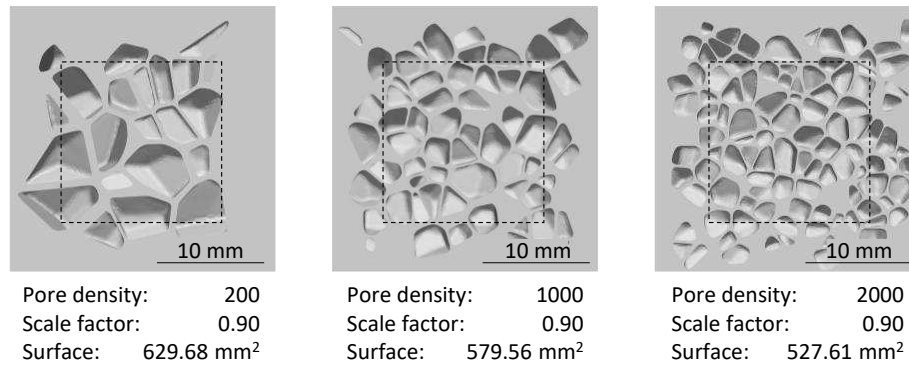 10 mm 10 mm 10 mm
Pore density: 200 Pore density: 1000 Pore density: 2000
Scale factor: 0.90 Scale factor: 0.90 Scale factor: 0.90
Surface: 629.68 mm² Surface: 579.56 mm² Surface: 527.61 mm²